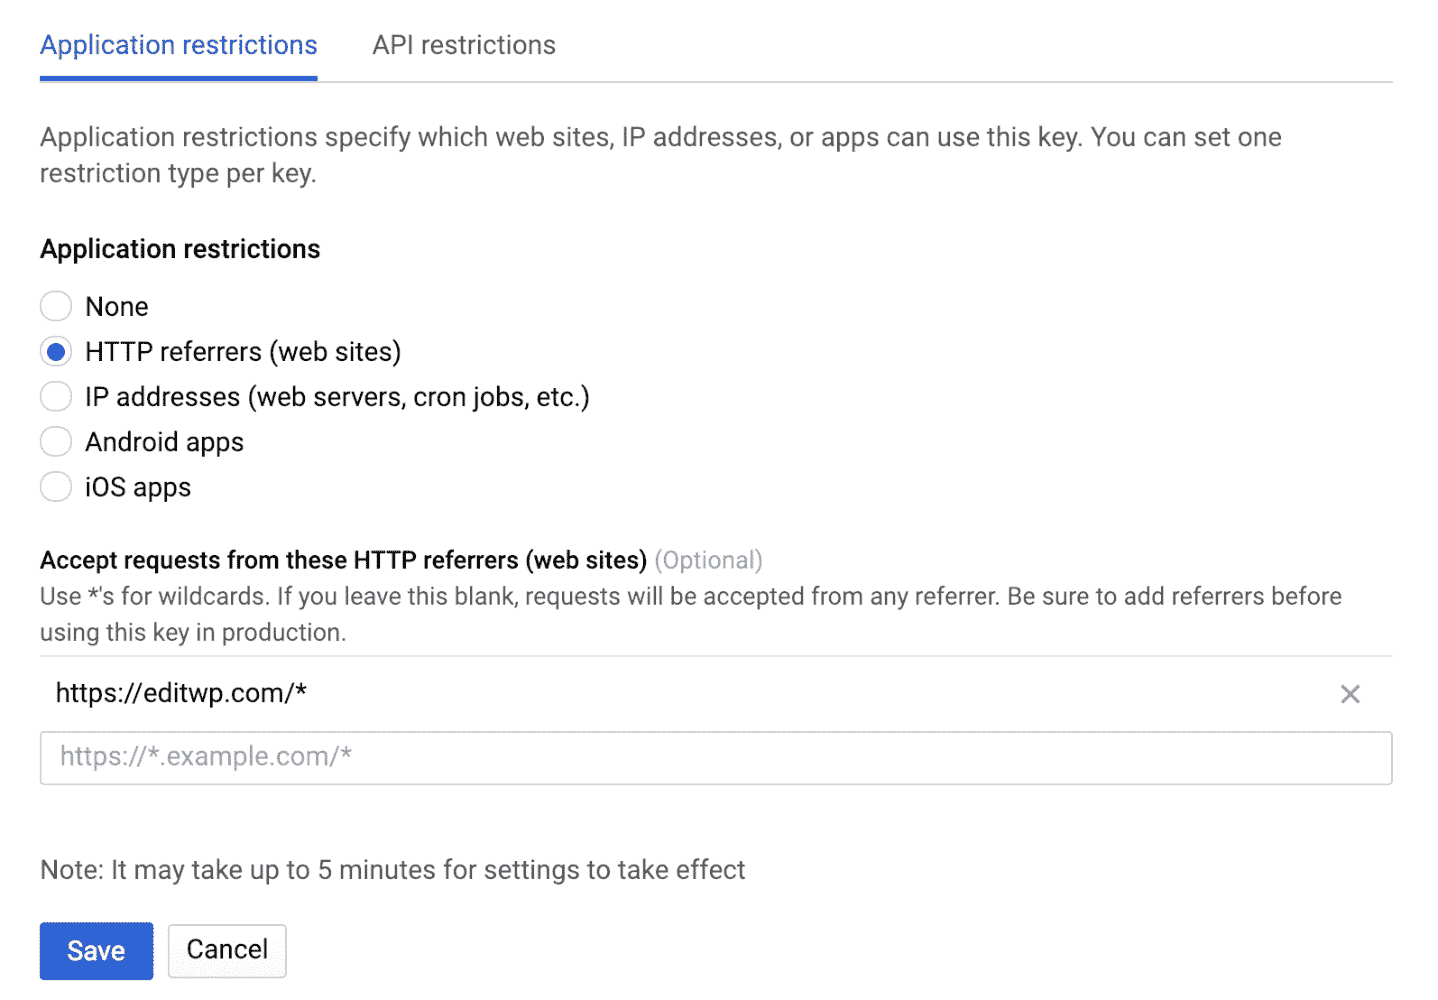 Application restrictions API restrictions
Application restrictions specify which web sites, IP addresses, or apps can use this key. You can set one
restriction type per key.
Application restrictions
None
HTTP referrers (web sites)
IP addresses (web servers, cron jobs, etc.)
Android apps
iOS apps
Accept requests from these HTTP referrers (web sites) (Optional)
Use *'s for wildcards. If you leave this blank, requests will be accepted from any referrer. Be sure to add referrers before
using this key in production.
https://editwp.com/*
https://*.example.com/*
Note: It may take up to 5 minutes for settings to take effect
Save Cancel